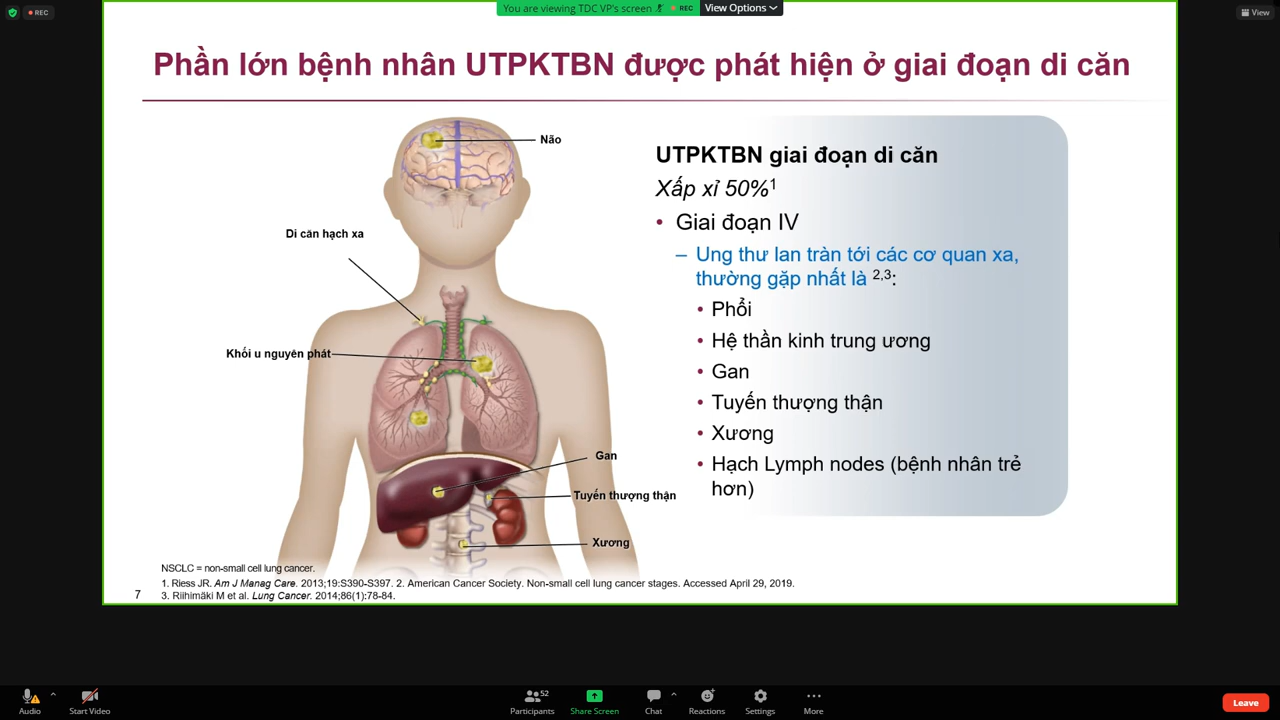 REC
You are viewing TDC VP's screen
REC
View Options
View
Phần lớn bệnh nhân UTPKTBN được phát hiện ở giai đoạn di căn
Não
Di căn hạch xa
Khối u nguyên phát
Gan
Tuyến thượng thận
Xương
UTPKTBN giai đoạn di căn
Xấp xỉ 50%1
• Giai đoạn IV
– Ung thư lan tràn tới các cơ quan xa,
thường gặp nhất là 2,3:
• Phổi
• Hệ thần kinh trung ương
• Gan
• Tuyến thượng thận
• Xương
• Hạch Lymph nodes (bệnh nhân trẻ
hơn)
NSCLC = non-small cell lung cancer.
1. Riess JR. Am J Manag Care. 2013;19:S390-S397. 2. American Cancer Society. Non-small cell lung cancer stages. Accessed April 29, 2019.
3. Riihimäki M et al. Lung Cancer. 2014;86(1):78-84.
7
Audio
Start Video
52
Participants
Share Screen
Chat
Reactions
Settings
More
Leave